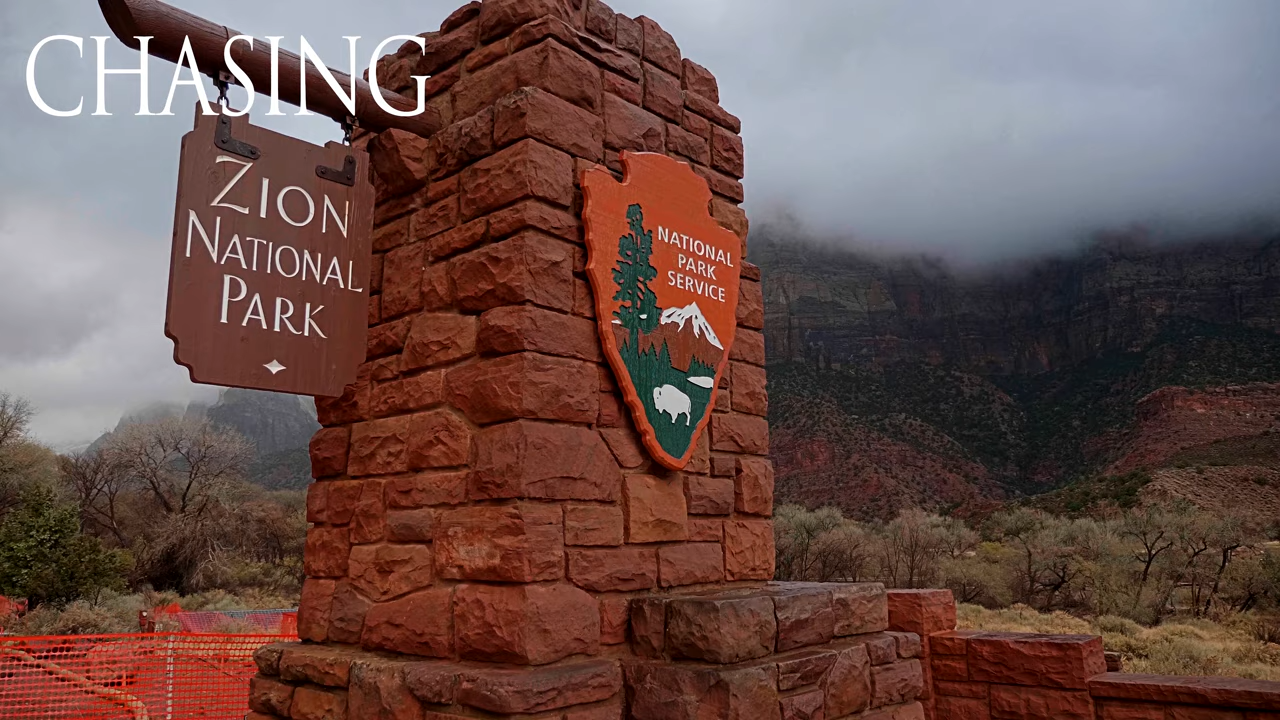 CHASING
ZION
NATIONAL
PARK
NATIONAL
PARK
SERVICE